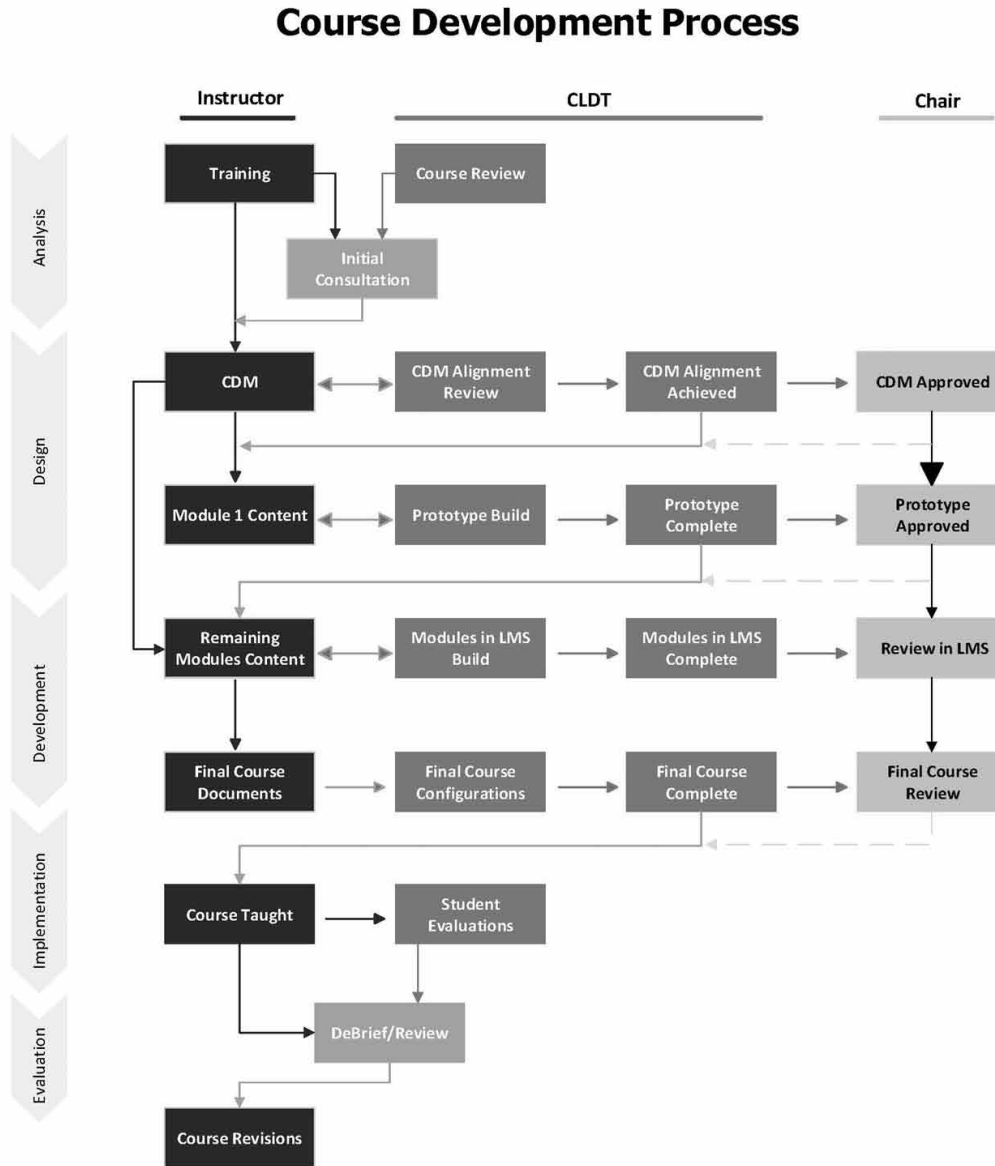 Course Development Process
Instructor
CLDT
Chair
Analysis
Training
Course Review
Initial
Consultation
Design
CDM
CDM Alignment
Review
CDM Alignment
Achieved
CDM Approved
Module 1 Content
Prototype Build
Prototype
Complete
Prototype
Approved
Development
Remaining
Modules Content
Modules in LMS
Build
Modules in LMS
Complete
Review in LMS
Final Course
Documents
Final Course
Configurations
Final Course
Complete
Final Course
Review
Implementation
Course Taught
Student
Evaluations
Evaluation
DeBrief/Review
Course Revisions